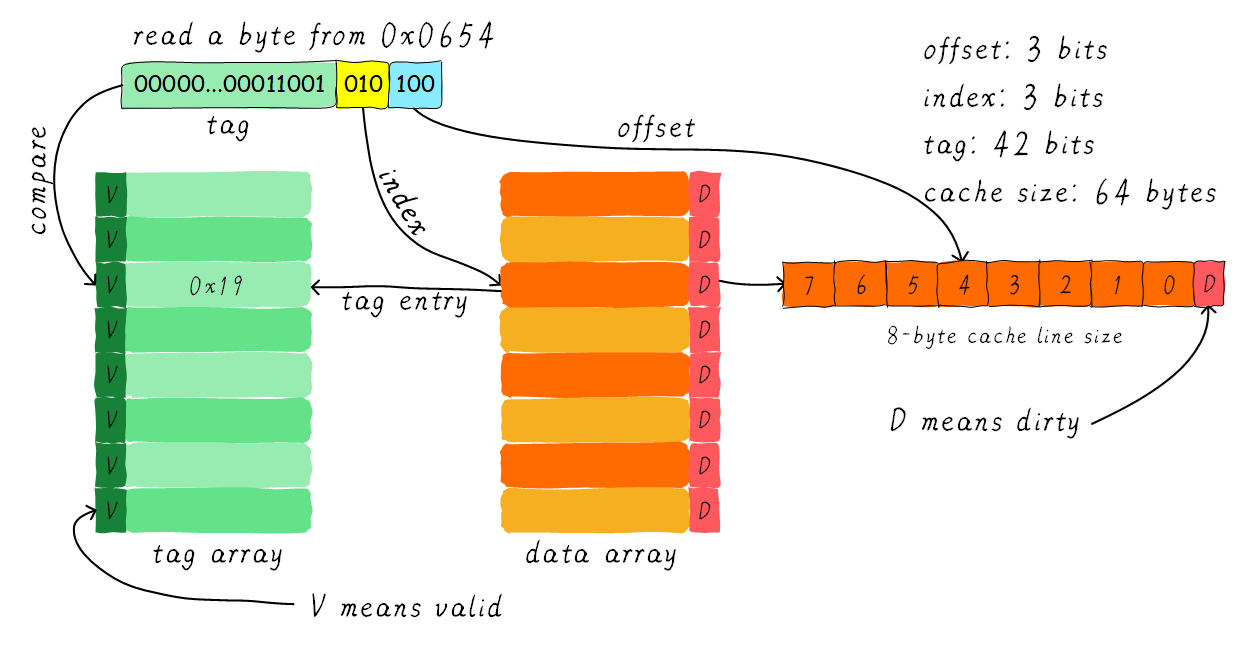 read a byte from 0x0654
00000...00011001 010 100
tag
offset: 3 bits
index: 3 bits
tag: 42 bits
cache size: 64 bytes
compare
index
offset
V
V
V
V
V
V
V
V
0x19
tag entry
D
D
D
D
D
D
D
D
7 6 5 4 3 2 1 0 D
8-byte cache line size
D means dirty
tag array
data array
V means valid